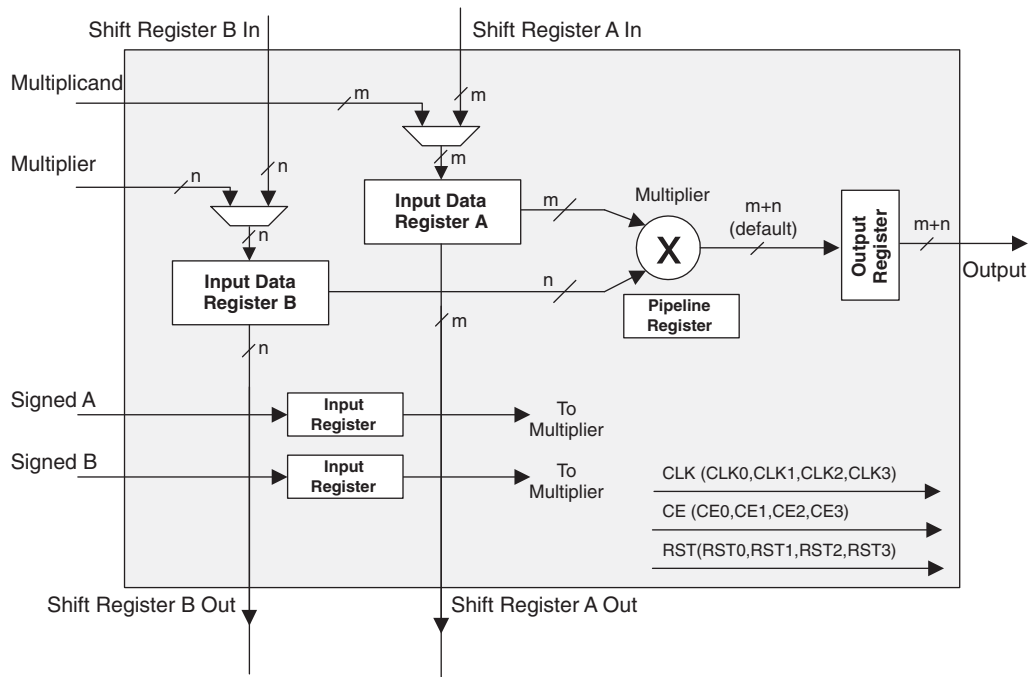 Shift Register B In
Shift Register A In
Multiplicand
m
m
Multiplier
n
n
m
n
Input Data
Register A
m
Multiplier
X
m+n
(default)
Output
Register
m+n
Output
Input Data
Register B
n
Pipeline
Register
m
n
Signed A
Input
Register
To
Multiplier
Signed B
Input
Register
To
Multiplier
CLK (CLK0,CLK1,CLK2,CLK3)
CE (CE0,CE1,CE2,CE3)
RST(RST0,RST1,RST2,RST3)
Shift Register B Out
Shift Register A Out